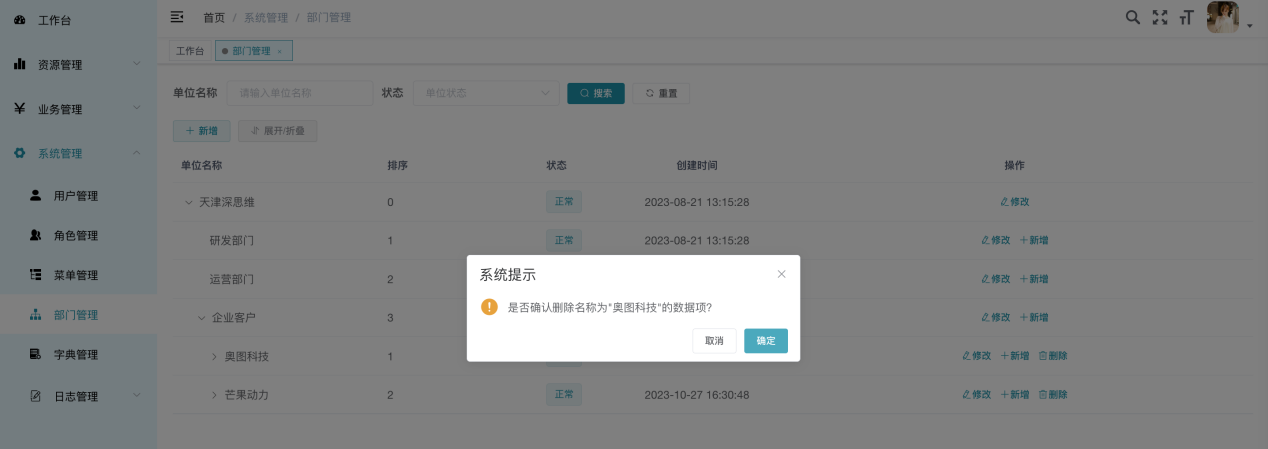 工作台
资源管理
业务管理
系统管理
用户管理
角色管理
菜单管理
部门管理
字典管理
日志管理
首页 / 系统管理 / 部门管理
工作台 部门管理 ×
单位名称 请输入单位名称 状态 单位状态 搜索 重置
+ 新增 展开/折叠
单位名称 排序 状态 创建时间 操作
天津深思维 0 正常 2023-08-21 13:15:28 修改
研发部门 1 正常 2023-08-21 13:15:28 修改 +新增
运营部门 2 修改 +新增
企业客户 3 修改 +新增
奥图科技 1 修改 +新增 删除
芒果动力 2 正常 2023-10-27 16:30:48 修改 +新增 删除
系统提示
是否确认删除名称为"奥图科技"的数据项?
取消 确定